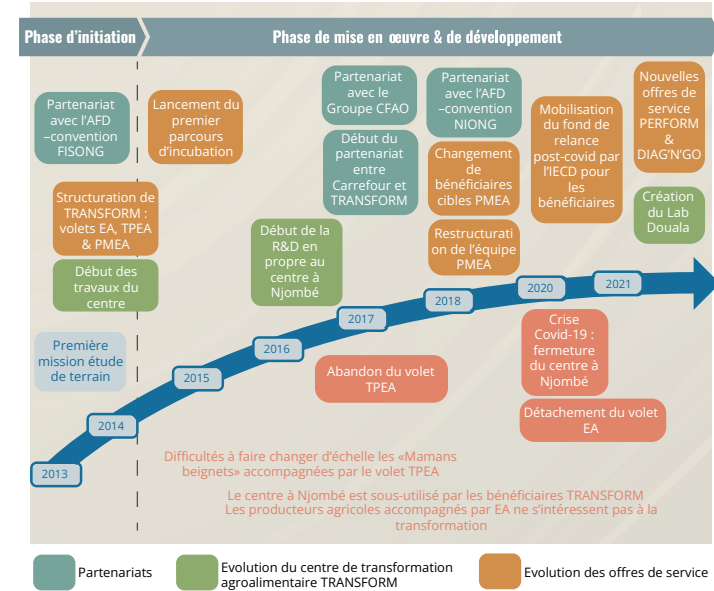 Phase d'initiation
Phase de mise en œuvre & de développement
Partenariat
avec l'AFD
–convention
FISONG
Lancement du
premier
parcours
d'incubation
Partenariat
avec le
Groupe CFAO
Partenariat
avec l'AFD
–convention
NIONG
Mobilisation
du fond de
relance
post-covid par
l'IECD pour
les
bénéficiaires
Nouvelles
offres de
service
PERFORM
&
DIAG'N'GO
Début du
partenariat
entre
Carrefour et
TRANSFORM
Changement
de
bénéficiaires
cibles PMEA
Structuration de
TRANSFORM :
volets EA, TPEA
& PMEA
Début de la
R&D en
propre au
centre à
Njombé
Restructurati
on de l'équipe
PMEA
Création
du Lab
Douala
Début des
travaux du
centre
Première
mission étude
de terrain
2013
2014
2015
2016
2017
2018
2020
2021
Abandon du volet
TPEA
Crise
Covid-19 :
fermeture
du centre à
Njombé
Détachement du volet
EA
Difficultés à faire changer d'échelle les «Mamans
beignets» accompagnées par le volet TPEA
Le centre à Njombé est sous-utilisé par les bénéficiaires TRANSFORM
Les producteurs agricoles accompagnés par EA ne s'intéressent pas à la
transformation
Partenariats
Evolution du centre de transformation
agroalimentaire TRANSFORM
Evolution des offres de service